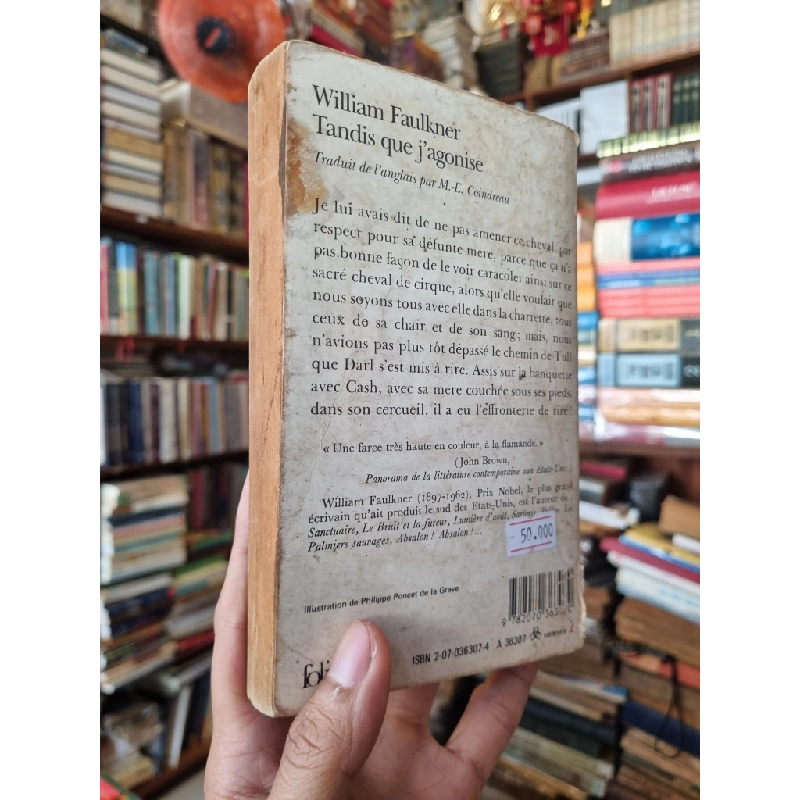 William Faulkner
Tandis que j'agonise
Traduit de l'anglais par M.-E. Coindreau
Je lui avais dit de ne pas amener ce cheval, par
respect pour sa défunte mère, parce que ça n'a
pas bonne façon de le voir caracoler ainsi sur ce
sacré cheval de cirque, alors qu'elle voulait que
nous soyons tous avec elle dans la charrette, tous
ceux de sa chair et de son sang; mais, nous
n'avions pas plus tôt dépassé le chemin de Tull
que Darl s'est mis à rire. Assis sur la banquette
avec Cash, avec sa mère couchée sous ses pieds,
dans son cercueil, il a eu l'effronterie de rire!
« Une farce très haute en couleur, à la flamande. »
(John Brown,
Panorama de la littérature contemporaine aux États-Unis.)
William Faulkner (1897-1962), Prix Nobel, le plus grand
écrivain qu'ait produit le sud des États-Unis, est l'auteur de
Sanctuaire, Le Bruit et la fureur, Lumière d'août, Sartoris,
Palmiers sauvages, Absalon! Absalon!...
50.000
Illustration de Philippe Poncet de la Grave
ISBN 2-07-036307-4 A 36307